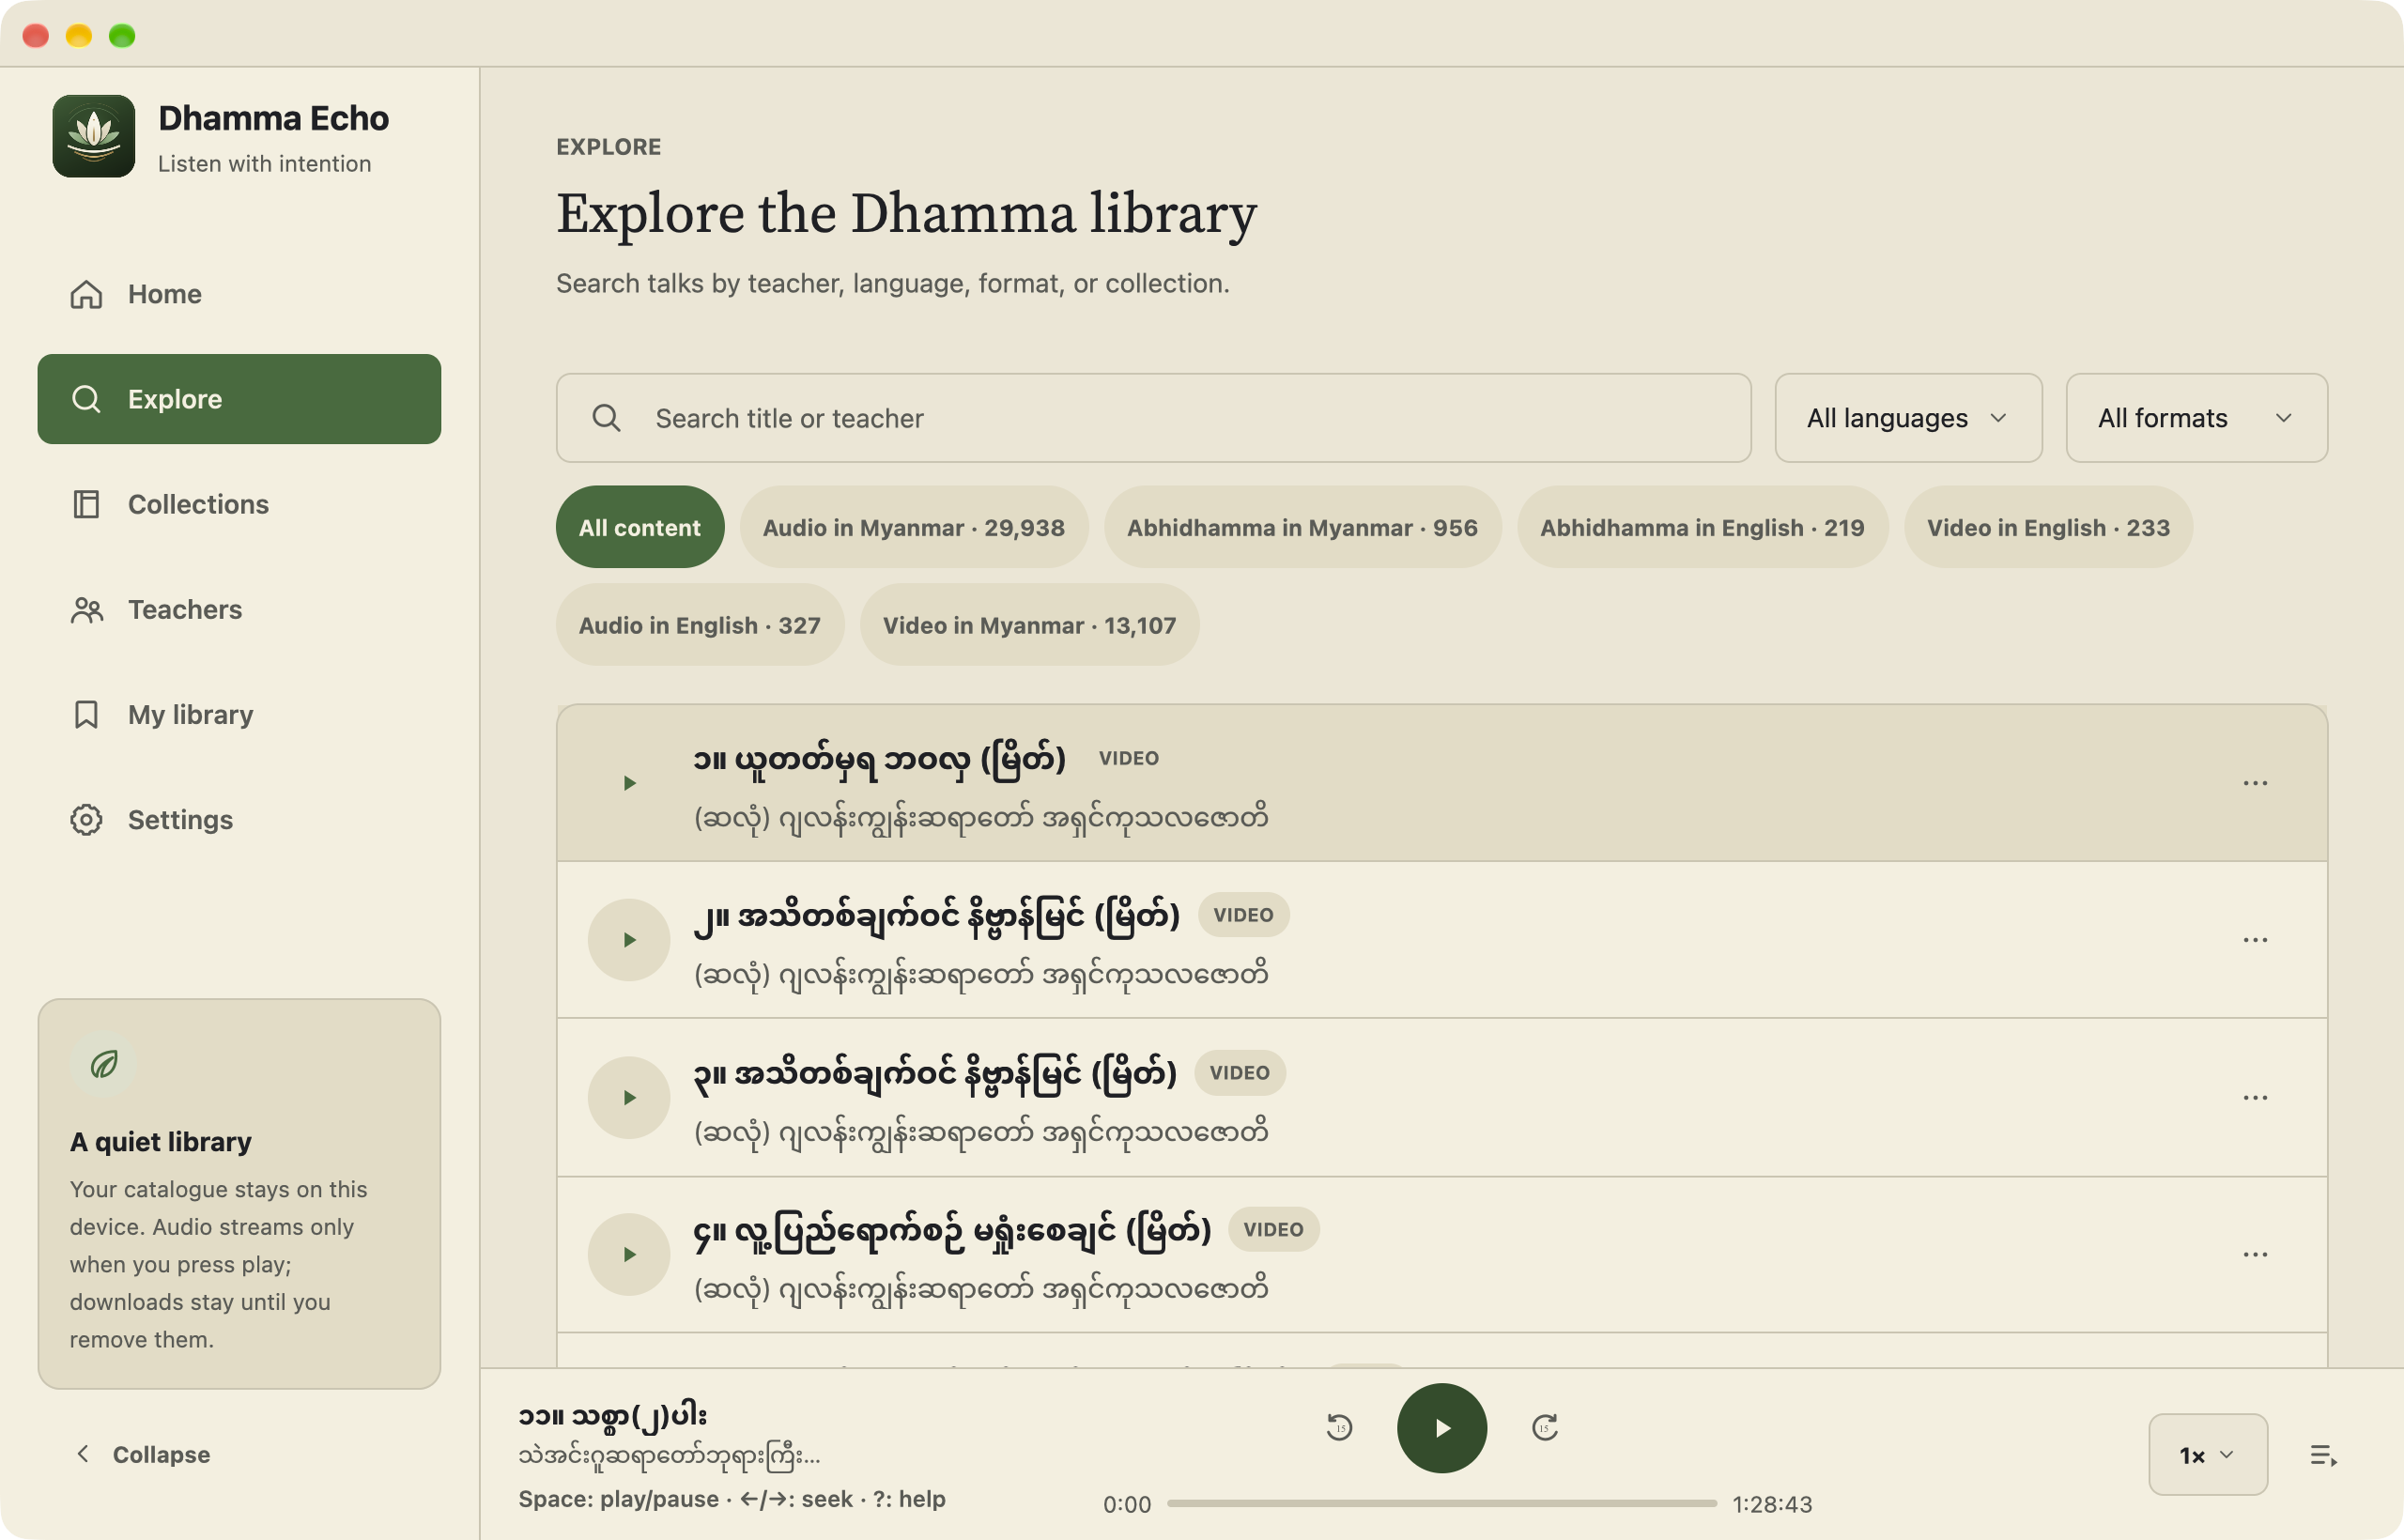 Dhamma Echo
Listen with intention
Home
Explore
Collections
Teachers
My library
Settings
A quiet library
Your catalogue stays on this
device. Audio streams only
when you press play;
downloads stay until you
remove them.
Collapse
EXPLORE
Explore the Dhamma library
Search talks by teacher, language, format, or collection.
Search title or teacher
All languages
All formats
All content
Audio in Myanmar · 29,938
Abhidhamma in Myanmar · 956
Abhidhamma in English · 219
Video in English · 233
Audio in English · 327
Video in Myanmar · 13,107
၁။ ယူတတ်မှရ ဘဝလှ (မြိတ်) VIDEO
(ဆလုံ) ဂျလန်းကျွန်းဆရာတော် အရှင်ကုသလဇောတိ
၂။ အသိတစ်ချက်ဝင် နိဗ္ဗာန်မြင် (မြိတ်) VIDEO
(ဆလုံ) ဂျလန်းကျွန်းဆရာတော် အရှင်ကုသလဇောတိ
၃။ အသိတစ်ချက်ဝင် နိဗ္ဗာန်မြင် (မြိတ်) VIDEO
(ဆလုံ) ဂျလန်းကျွန်းဆရာတော် အရှင်ကုသလဇောတိ
၄။ လူ့ပြည်ရောက်စဉ် မရှုံးစေချင် (မြိတ်) VIDEO
(ဆလုံ) ဂျလန်းကျွန်းဆရာတော် အရှင်ကုသလဇောတိ
၁၁။ သစ္စာ(၂)ပါး
သဲအင်းဂူဆရာတော်ဘုရားကြီး...
Space: play/pause · ←/→: seek · ?: help
15
15
0:00
1:28:43
1×